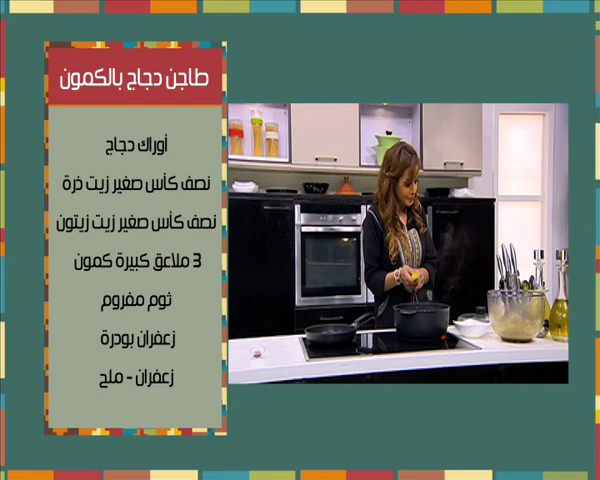 طاجن دجاج بالكمون
أوراك دجاج
نصف كأس صغير زيت ذرة
نصف كأس صغير زيت زيتون
3 ملاعق كبيرة كمون
ثوم مفروم
زعفران بودرة
زعفران - ملح